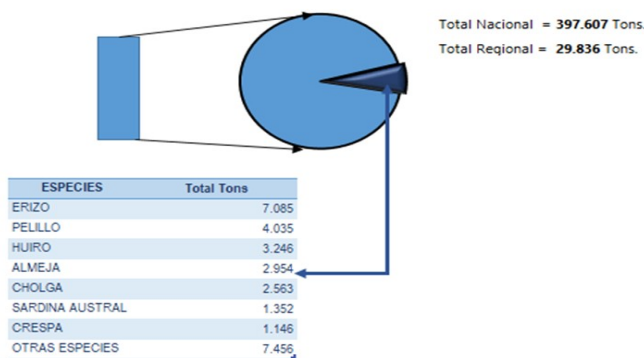 Total Nacional = 397.607 Tons.
Total Regional = 29.836 Tons.
ESPECIES Total Tons
ERIZO 7.085
PELILLO 4.035
HUIRO 3.246
ALMEJA 2.954
CHOLGA 2.563
SARDINA AUSTRAL 1.352
CRESPA 1.146
OTRAS ESPECIES 7.456